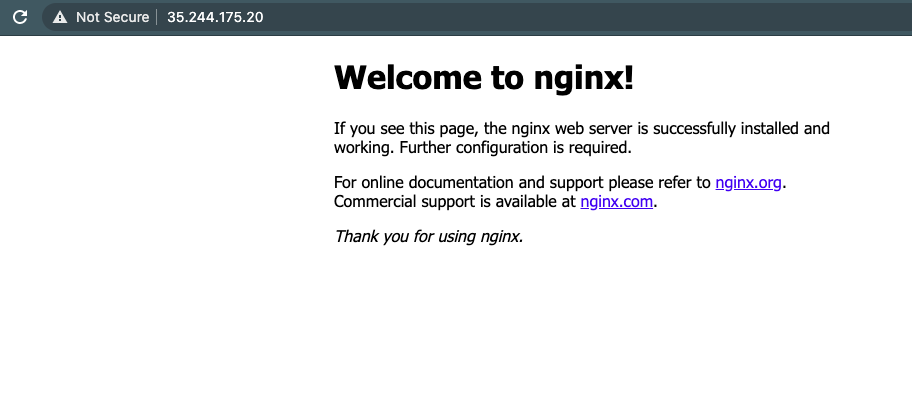 Not Secure | 35.244.175.20
Welcome to nginx!
If you see this page, the nginx web server is successfully installed and
working. Further configuration is required.
For online documentation and support please refer to nginx.org.
Commercial support is available at nginx.com.
Thank you for using nginx.